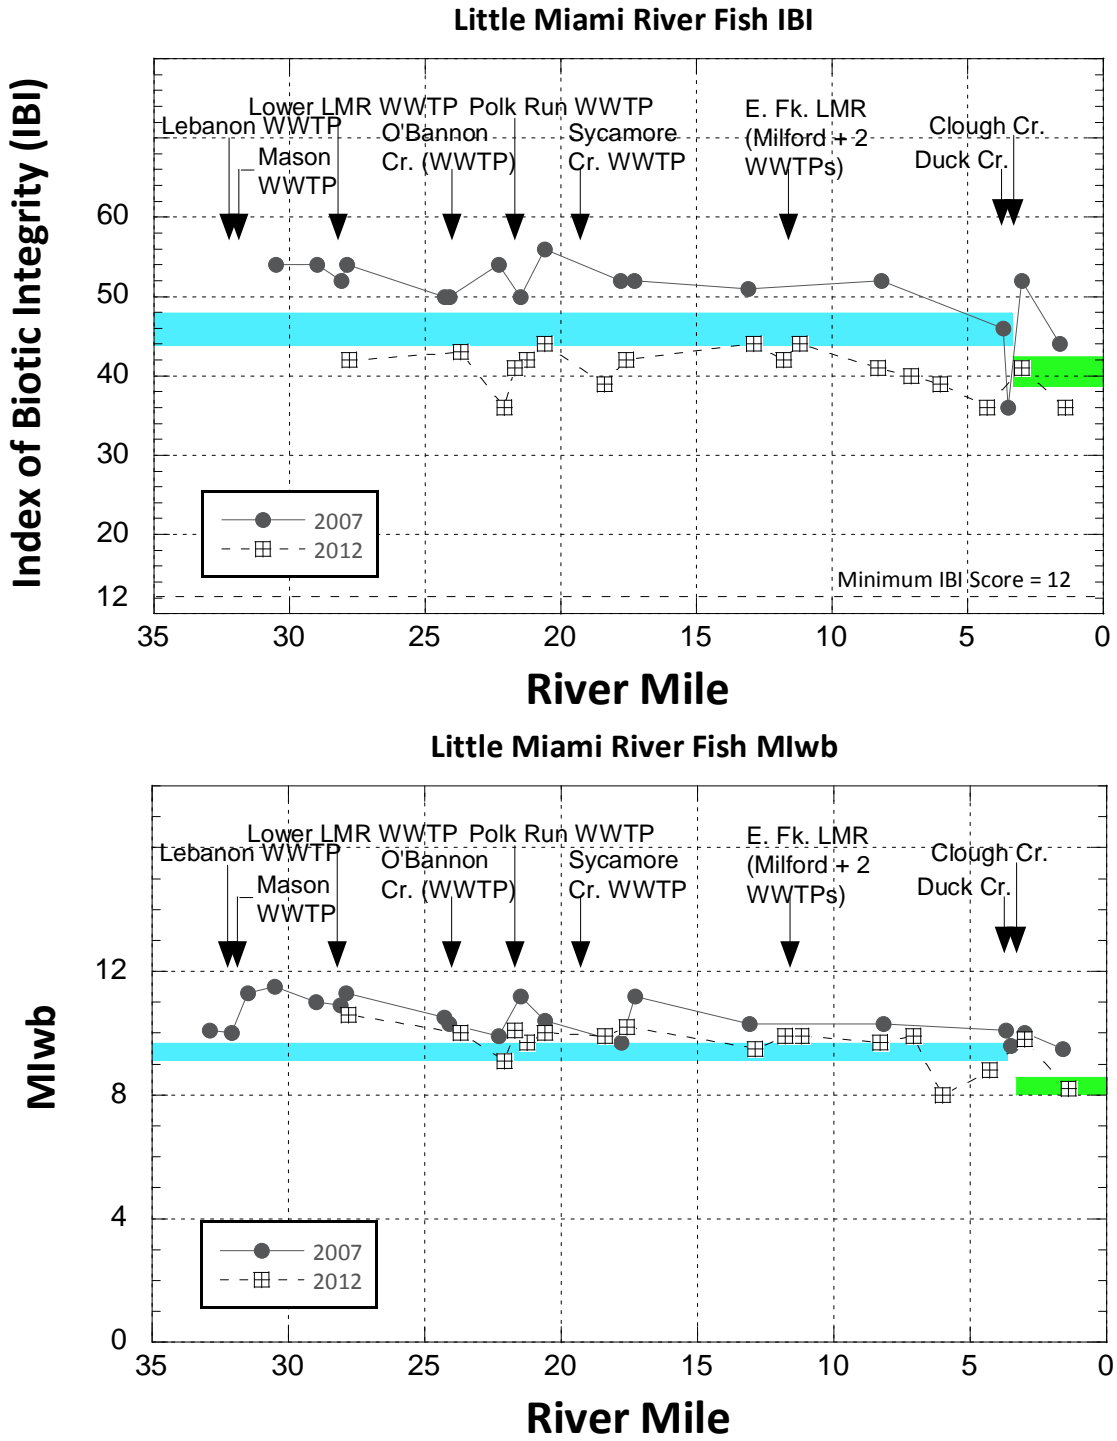 Little Miami River Fish IBI
Index of Biotic Integrity (IBI)
Lower LMR WWTP
Polk Run WWTP
Lebanon WWTP
Mason
WWTP
O'Bannon
Cr. (WWTP)
Sycamore
Cr. WWTP
E. Fk. LMR
(Milford + 2
WWTPs)
Clough Cr.
Duck Cr.
60
50
40
30
20
12
2007
2012
Minimum IBI Score = 12
35 30 25 20 15 10 5 0
River Mile
Little Miami River Fish MIwb
MIwb
Lower LMR WWTP
Polk Run WWTP
Lebanon WWTP
Mason
WWTP
O'Bannon
Cr. (WWTP)
Sycamore
Cr. WWTP
E. Fk. LMR
(Milford + 2
WWTPs)
Clough Cr.
Duck Cr.
12
8
4
0
2007
2012
35 30 25 20 15 10 5 0
River Mile